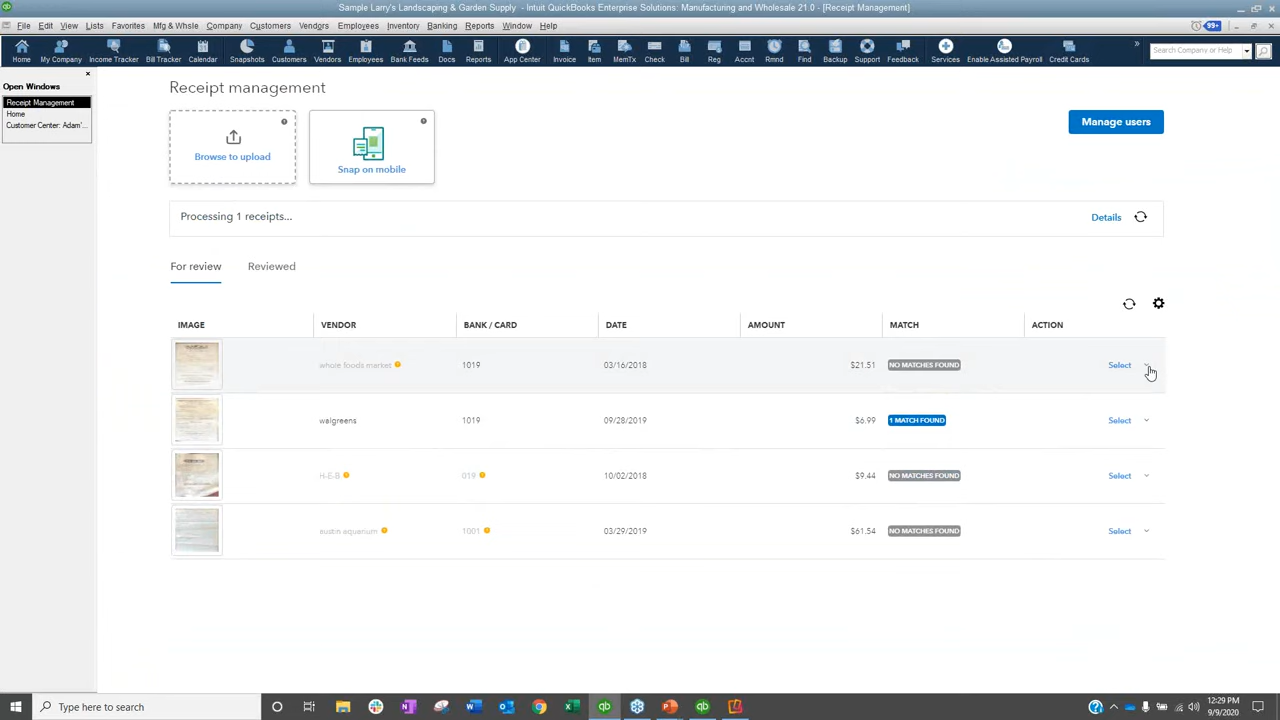 Sample Larry's Landscaping & Garden Supply - Intuit QuickBooks Enterprise Solutions: Manufacturing and Wholesale 21.0 - [Receipt Management]
File Edit View Lists Favorites Mfg & Whsle Company Customers Vendors Employees Inventory Banking Reports Window Help 99+
Home My Company Income Tracker Bill Tracker Calendar Snapshots Customers Vendors Employees Bank Feeds Docs Reports App Center Invoice Item MemTx Check Bill Reg Accnt Rmnd Find Backup Support Feedback Services Enable Assisted Payroll Credit Cards » Search Company or Help
Open Windows
Receipt Management
Home
Customer Center: Adam'...
Receipt management
Manage users
Browse to upload
Snap on mobile
Processing 1 receipts... Details
For review Reviewed
IMAGE VENDOR BANK / CARD DATE AMOUNT MATCH ACTION
whole foods market 1019 03/16/2018 $21.51 NO MATCHES FOUND Select
walgreens 1019 09/28/2019 $6.99 1 MATCH FOUND Select
H-E-B 019 10/02/2018 $9.44 NO MATCHES FOUND Select
austin aquarium 1001 03/29/2019 $61.54 NO MATCHES FOUND Select
Type here to search
12:29 PM
9/9/2020